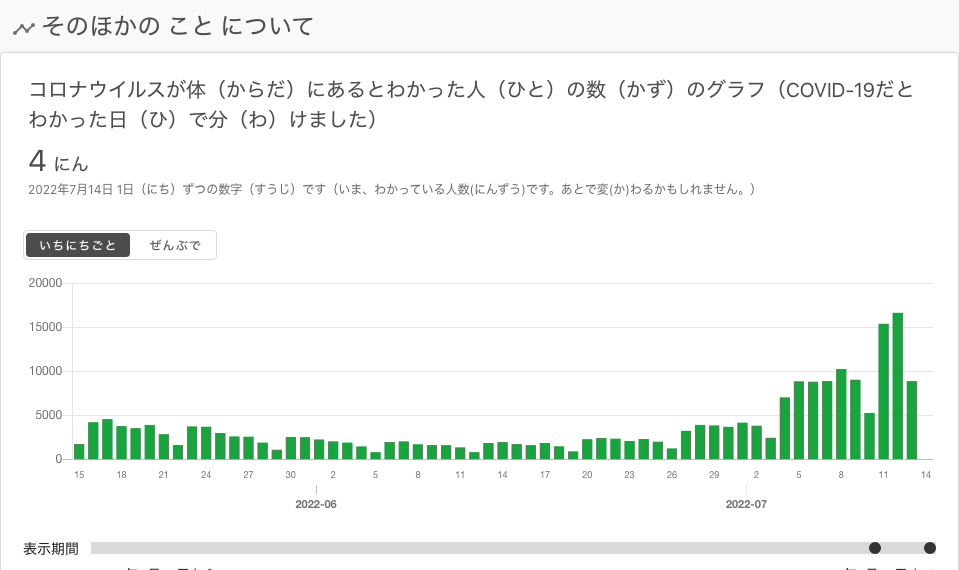 そのほかの こと について
コロナウイルスが体（からだ）にあるとわかった人（ひと）の数（かず）のグラフ（COVID-19だと
わかった日（ひ）で分（わ）けました）
4 にん
2022年7月14日 1日（にち）ずつの数字（すうじ）です（いま、わかっている人数(にんずう)です。あとで変(か)わるかもしれません。）
いちにちごと ぜんぶで
20000
15000
10000
5000
0
15 18 21 24 27 30 2 5 8 11 14 17 20 23 26 29 2 5 8 11 14
2022-06 2022-07
表示期間